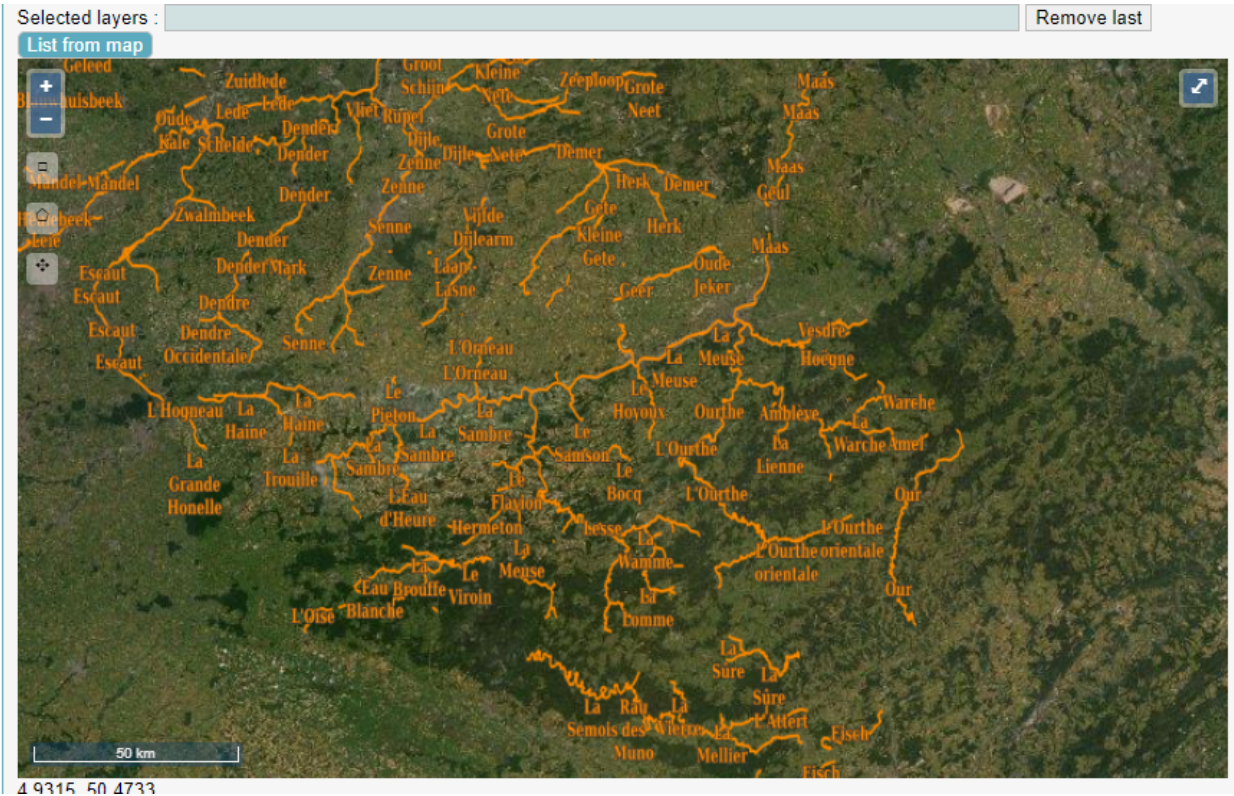 Selected layers :
Remove last
List from map
Geleed
Zuidlede
Groot
Schijn
Kleine
Nete
Zeeploop
Grote
Neet
Maas
Maas
Lede
Lede
Vliet
Rupel
Oude
Kale
Schelde
Dender
Dender
Dijle
Zenne
Dijle
Grote
Nete
Demer
Maas
Geul
Mandel
Mandel
Zenne
Herk
Demer
Dender
Zwalmbeek
Senne
Vijfde
Dijlearm
Gete
Kleine
Gete
Herk
Leie
Dender
Maas
Escaut
Dender
Mark
Zenne
Laan
Lasne
Oude
Jeker
Geer
Escaut
Dendre
Escaut
Dendre
Occidentale
Senne
L'Orneau
La
Meuse
Vesdre
Hoëgne
Escaut
L'Orneau
La
Meuse
Le
Piéton
Le
Hoyoux
Warche
L'Hogneau
La
Haine
La
Haine
La
Sambre
Ourthe
Amblève
La
Warche
Amel
La
Sambre
Le
Samson
La
Sambre
L'Ourthe
La
Lienne
La
Grande
Honelle
La
Trouille
Le
Bocq
Le
Flavion
L'Eau
d'Heure
L'Ourthe
Our
Hermeton
Lesse
La
Wamme
L'Ourthe
orientale
L'Ourthe
orientale
La
Meuse
La
Brouffe
Le
Viroin
Eau
Blanche
Our
L'Oise
La
Lomme
La
Sûre
La
Sûre
La
Semois
Rau
des
Muno
La
Vierre
La
Mellier
L'Attert
Eisch
Eisch
50 km
4.9315, 50.4733